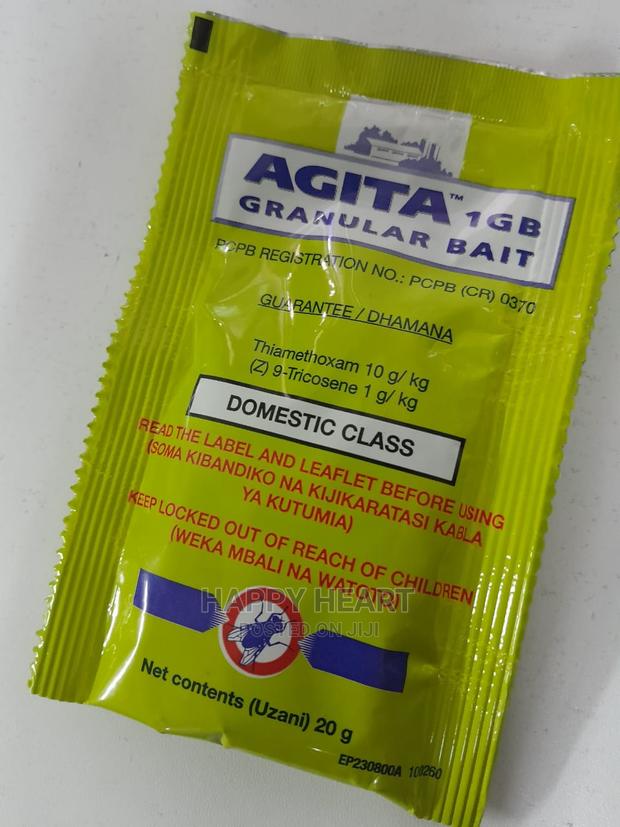 AGITA™ 1GB
GRANULAR BAIT
PCPB REGISTRATION NO.: PCPB (CR) 0370
GUARANTEE / DHAMANA
Thiamethoxam 10 g/ kg
(Z) 9-Tricosene 1 g/ kg
DOMESTIC CLASS
READ THE LABEL AND LEAFLET BEFORE USING
(SOMA KIBANDIKO NA KIJIKARATASI KABLA
YA KUTUMIA)
KEEP LOCKED OUT OF REACH OF CHILDREN
(WEKA MBALI NA WATOTO)
HAPPY HEART
POSTED ON JIJI
Net contents (Uzani) 20 g
EP230800A